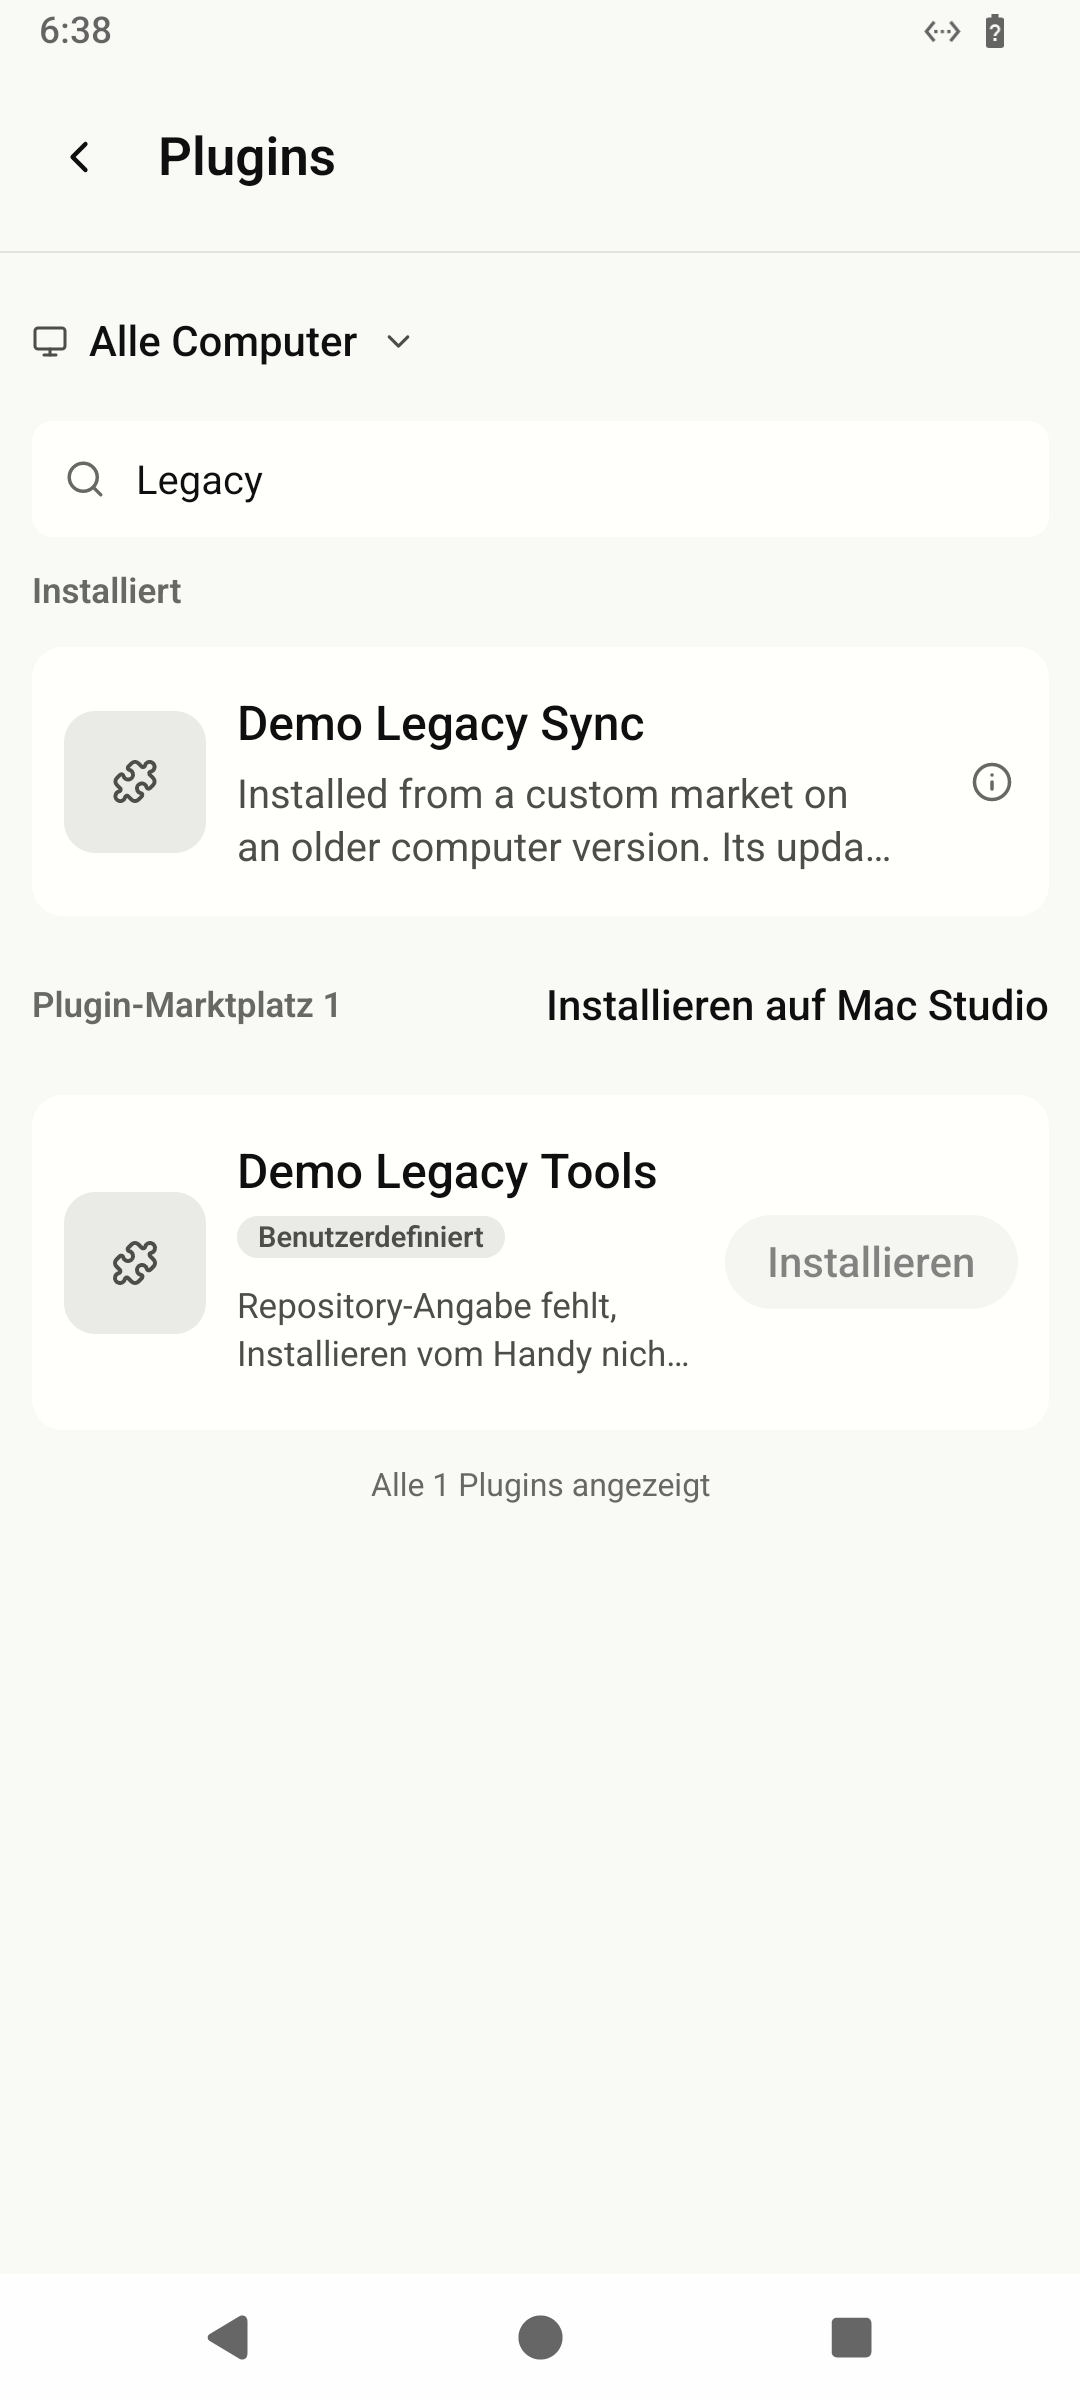 6:38
Plugins
Alle Computer
Legacy
Installiert
Demo Legacy Sync
Installed from a custom market on
an older computer version. Its upda…
Plugin-Marktplatz 1
Installieren auf Mac Studio
Demo Legacy Tools
Benutzerdefiniert
Repository-Angabe fehlt,
Installieren vom Handy nich…
Installieren
Alle 1 Plugins angezeigt